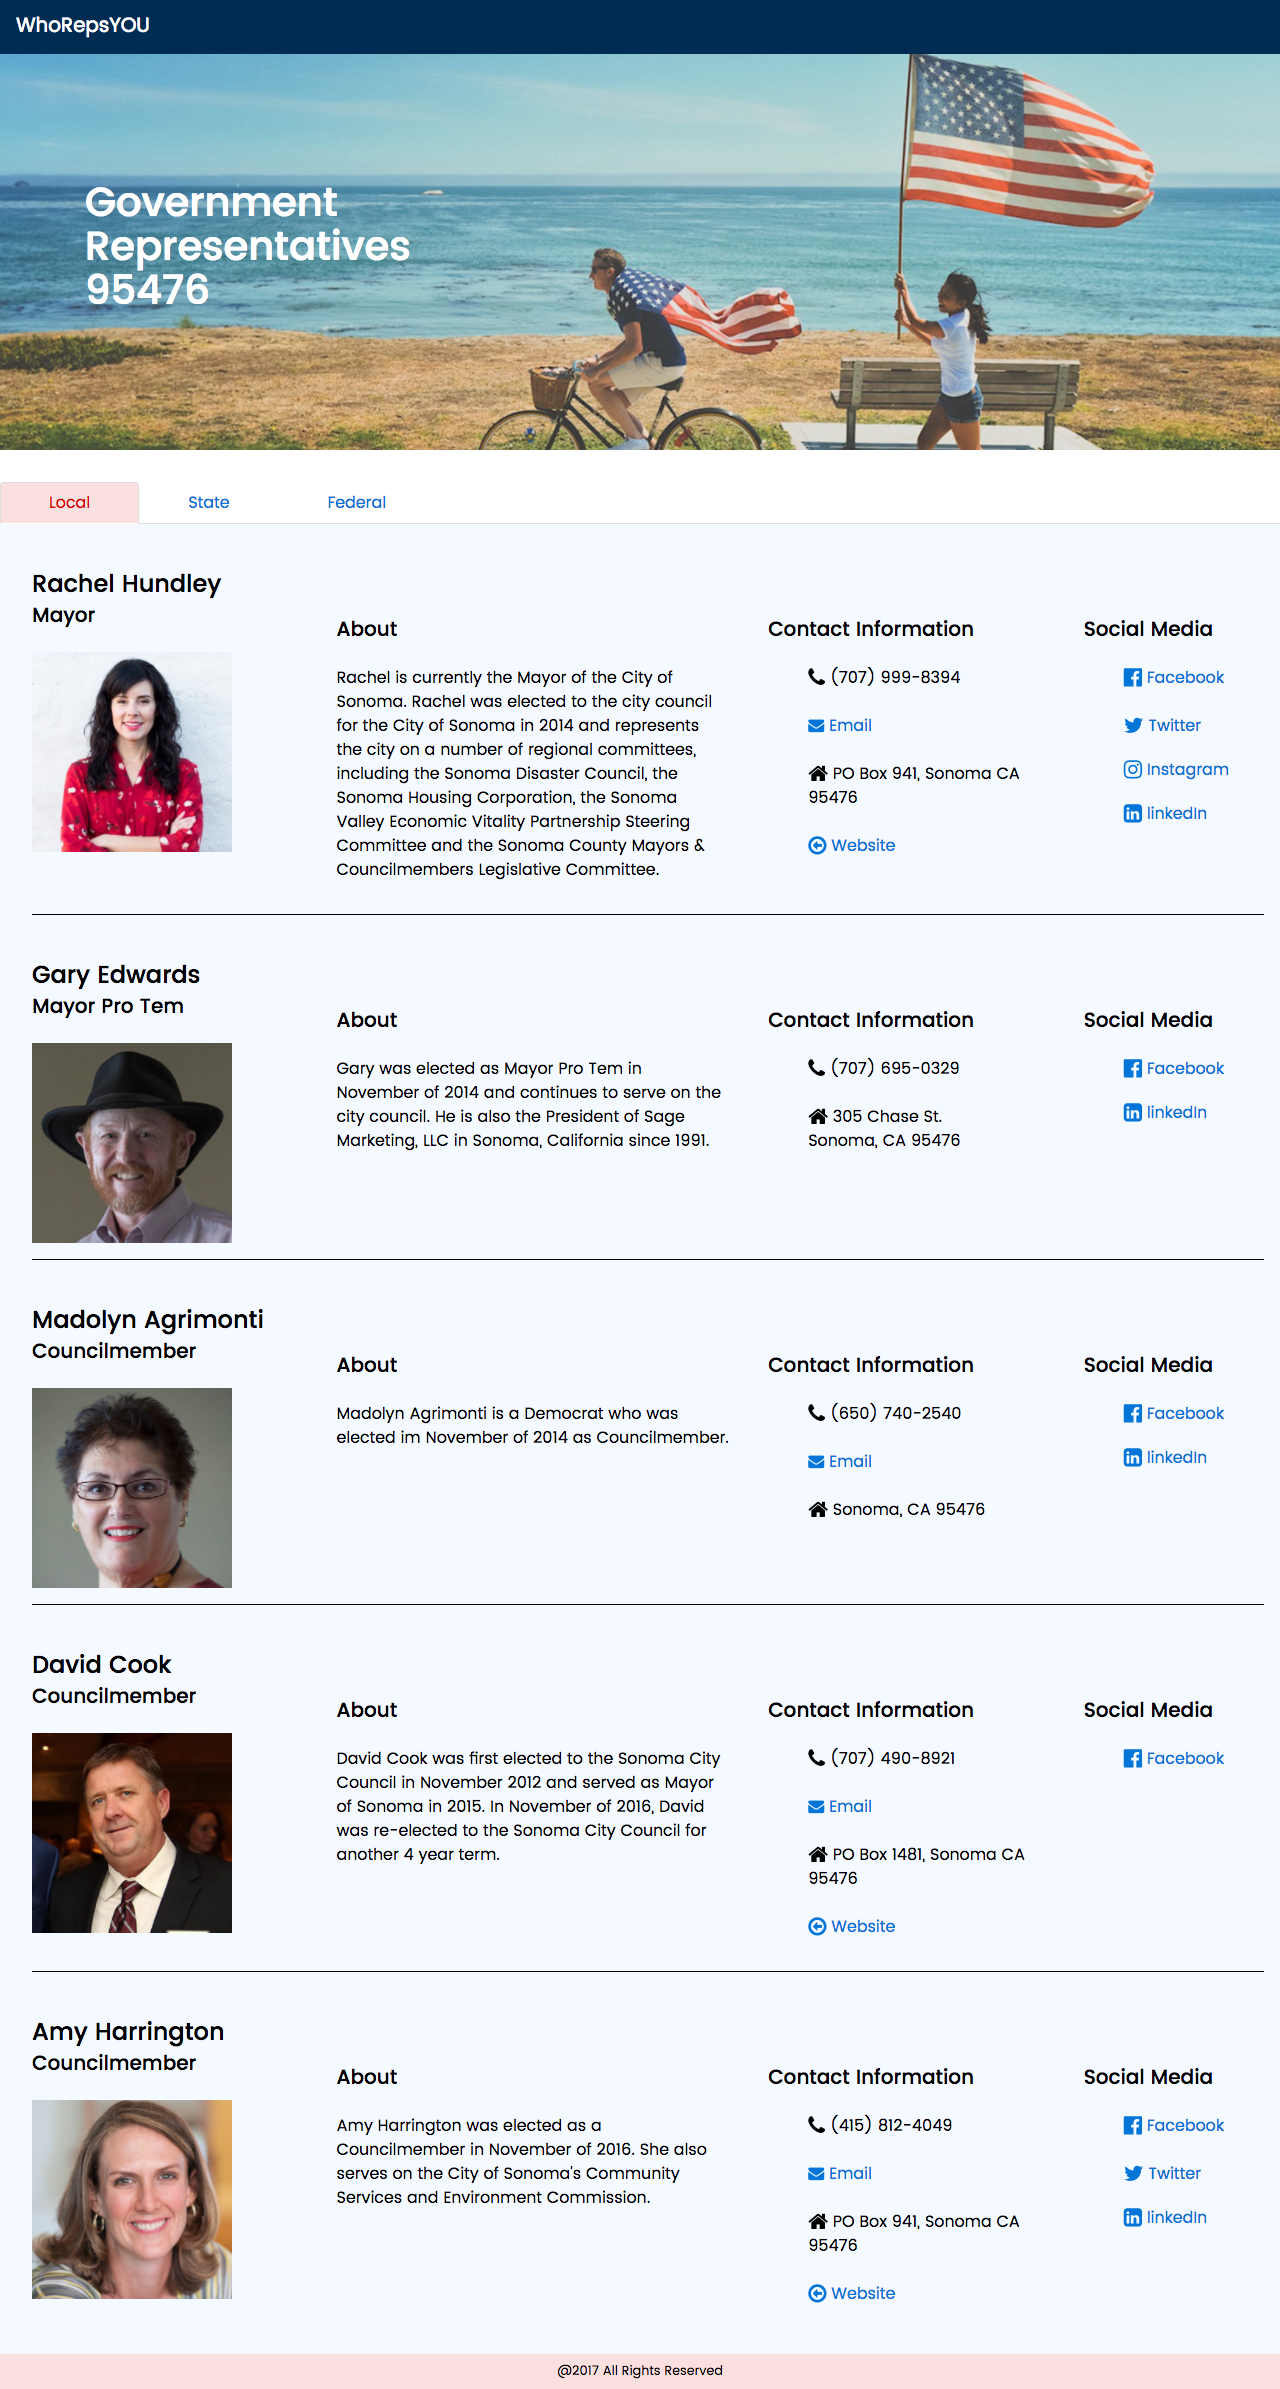 WhoRepsYOU
Government
Representatives
95476
Local
State
Federal
Rachel Hundley
Mayor
About
Rachel is currently the Mayor of the City of
Sonoma. Rachel was elected to the city council
for the City of Sonoma in 2014 and represents
the city on a number of regional committees,
including the Sonoma Disaster Council, the
Sonoma Housing Corporation, the Sonoma
Valley Economic Vitality Partnership Steering
Committee and the Sonoma County Mayors &
Councilmembers Legislative Committee.
Contact Information
(707) 999-8394
Email
PO Box 941, Sonoma CA
95476
Website
Social Media
Facebook
Twitter
Instagram
linkedIn
Gary Edwards
Mayor Pro Tem
About
Gary was elected as Mayor Pro Tem in
November of 2014 and continues to serve on the
city council. He is also the President of Sage
Marketing, LLC in Sonoma, California since 1991.
Contact Information
(707) 695-0329
305 Chase St.
Sonoma, CA 95476
Social Media
Facebook
linkedIn
Madolyn Agrimonti
Councilmember
About
Madolyn Agrimonti is a Democrat who was
elected im November of 2014 as Councilmember.
Contact Information
(650) 740-2540
Email
Sonoma, CA 95476
Social Media
Facebook
linkedIn
David Cook
Councilmember
About
David Cook was first elected to the Sonoma City
Council in November 2012 and served as Mayor
of Sonoma in 2015. In November of 2016, David
was re-elected to the Sonoma City Council for
another 4 year term.
Contact Information
(707) 490-8921
Email
PO Box 1481, Sonoma CA
95476
Website
Social Media
Facebook
Amy Harrington
Councilmember
About
Amy Harrington was elected as a
Councilmember in November of 2016. She also
serves on the City of Sonoma's Community
Services and Environment Commission.
Contact Information
(415) 812-4049
Email
PO Box 941, Sonoma CA
95476
Website
Social Media
Facebook
Twitter
linkedIn
@2017 All Rights Reserved